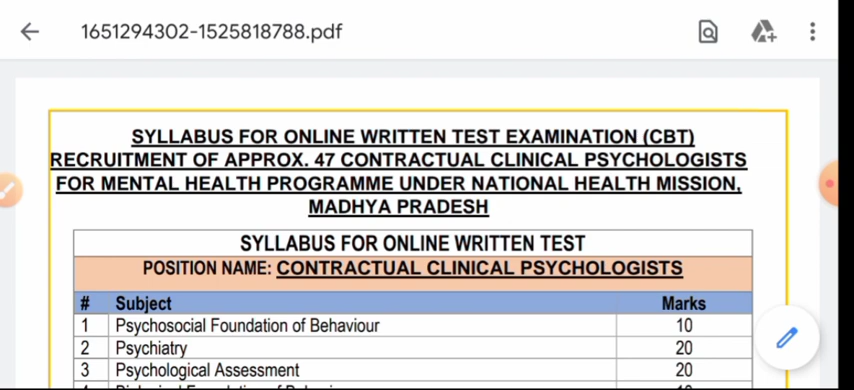 1651294302-1525818788.pdf
SYLLABUS FOR ONLINE WRITTEN TEST EXAMINATION (CBT)
RECRUITMENT OF APPROX. 47 CONTRACTUAL CLINICAL PSYCHOLOGISTS
FOR MENTAL HEALTH PROGRAMME UNDER NATIONAL HEALTH MISSION,
MADHYA PRADESH
SYLLABUS FOR ONLINE WRITTEN TEST
POSITION NAME: CONTRACTUAL CLINICAL PSYCHOLOGISTS
# Subject Marks
1 Psychosocial Foundation of Behaviour 10
2 Psychiatry 20
3 Psychological Assessment 20